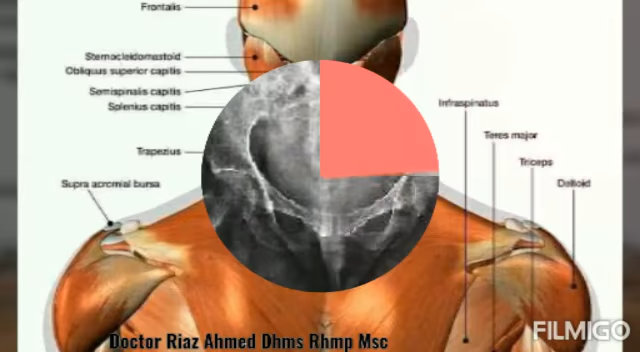 Frontalis
Sternocleidomastoid
Obliquus superior capitis
Semispinalis capitis
Splenius capitis
Trapezius
Supra acromial bursa
Infraspinatus
Teres major
Triceps
Deltoid
Doctor Riaz Ahmed Dhms Rhmp Msc
FILMIGO